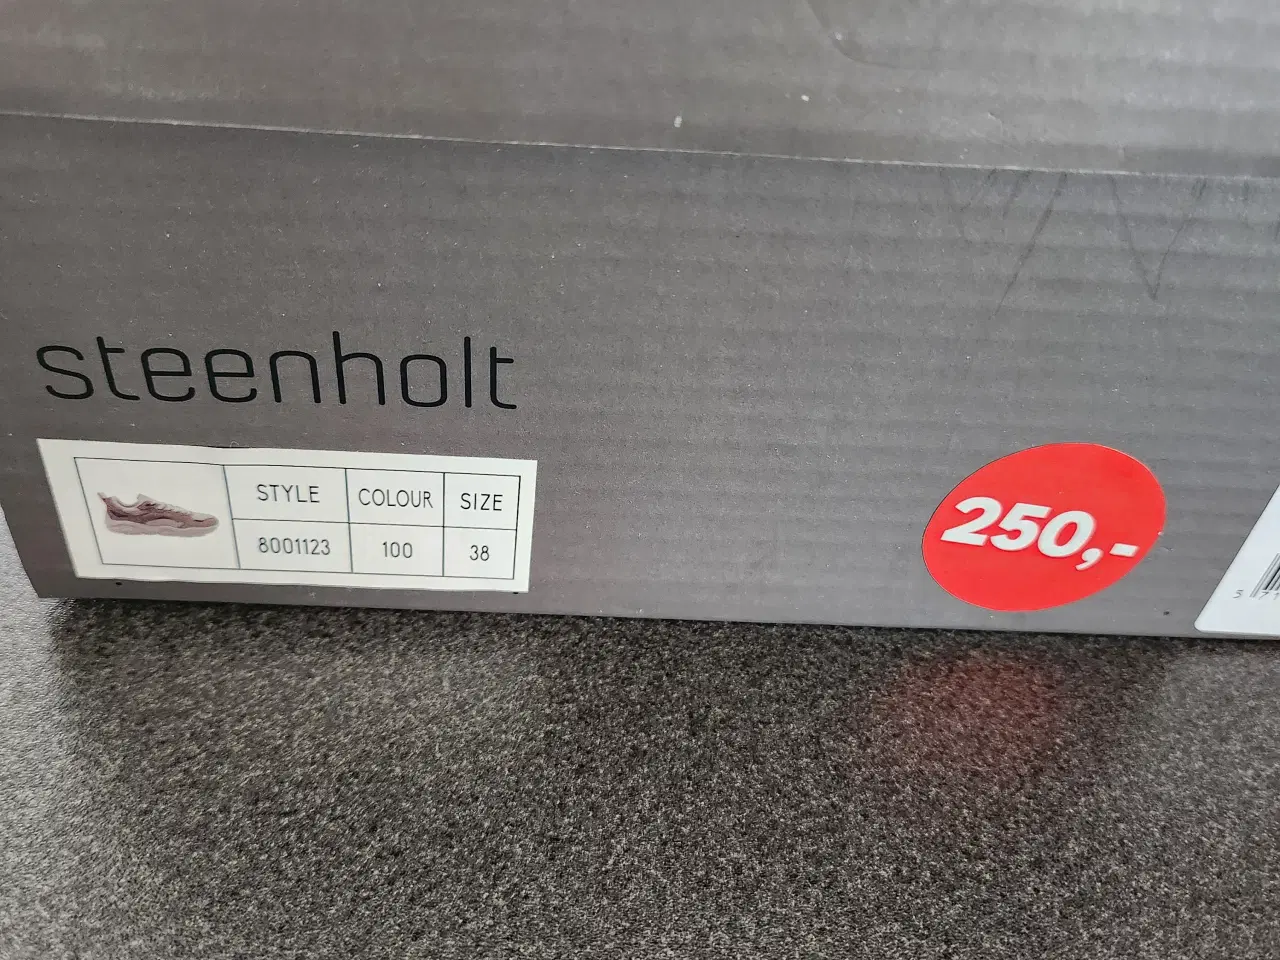 steenholt
STYLE COLOUR SIZE
8001123 100 38
250,-